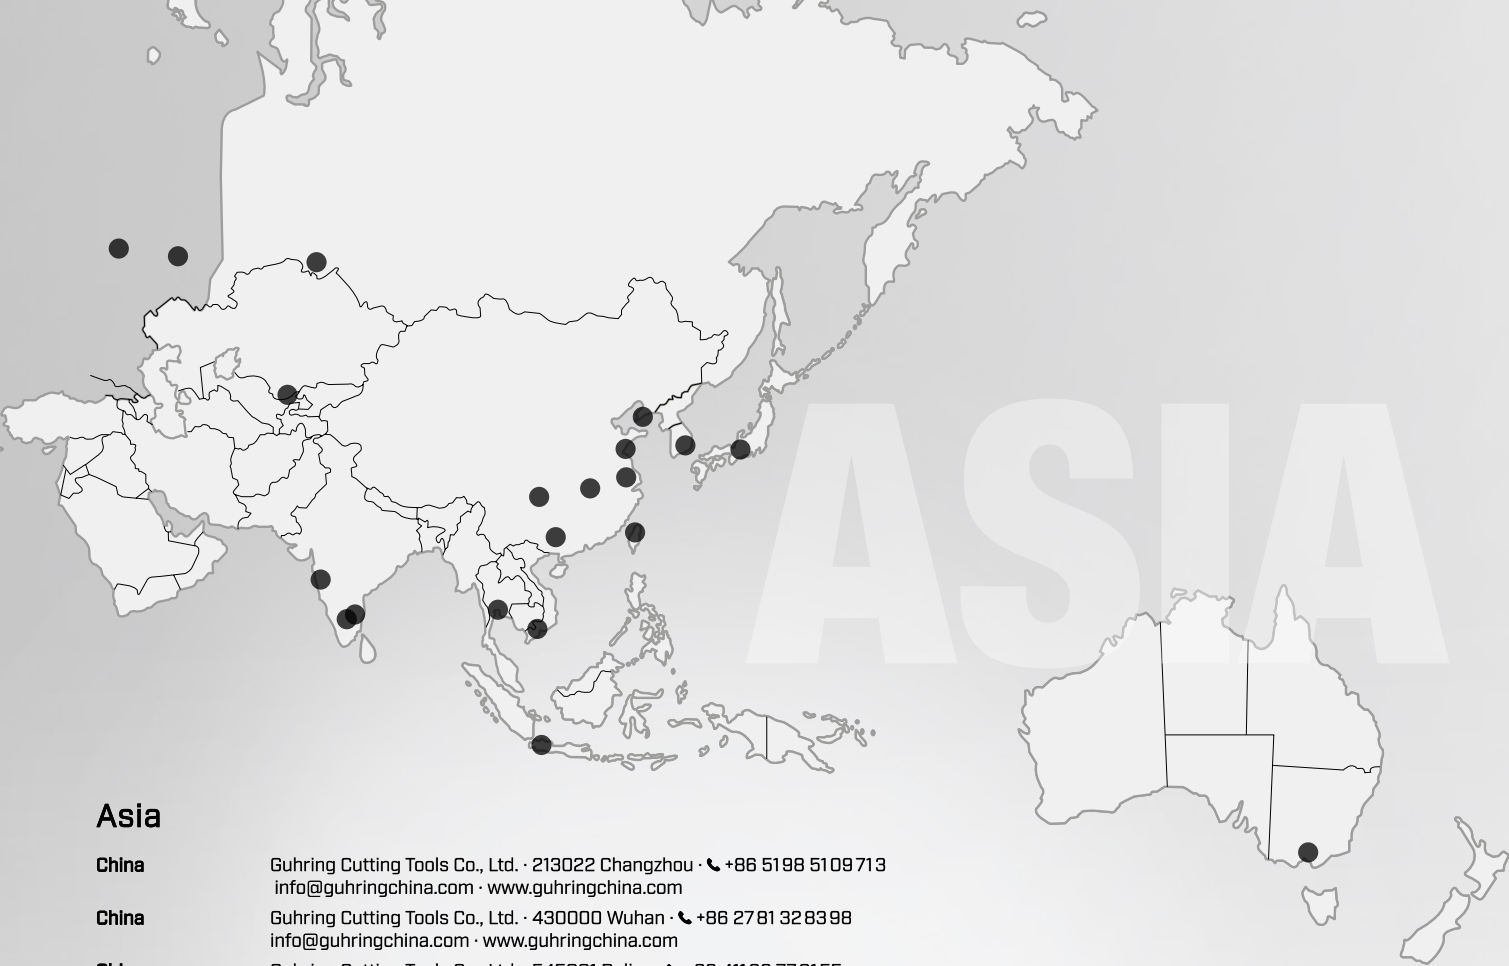 ASIA
Asia
China Guhring Cutting Tools Co., Ltd. · 213022 Changzhou · +86 5198 5109713
info@guhringchina.com · www.guhringchina.com
China Guhring Cutting Tools Co., Ltd. · 430000 Wuhan · +86 2781 328398
info@guhringchina.com · www.guhringchina.com